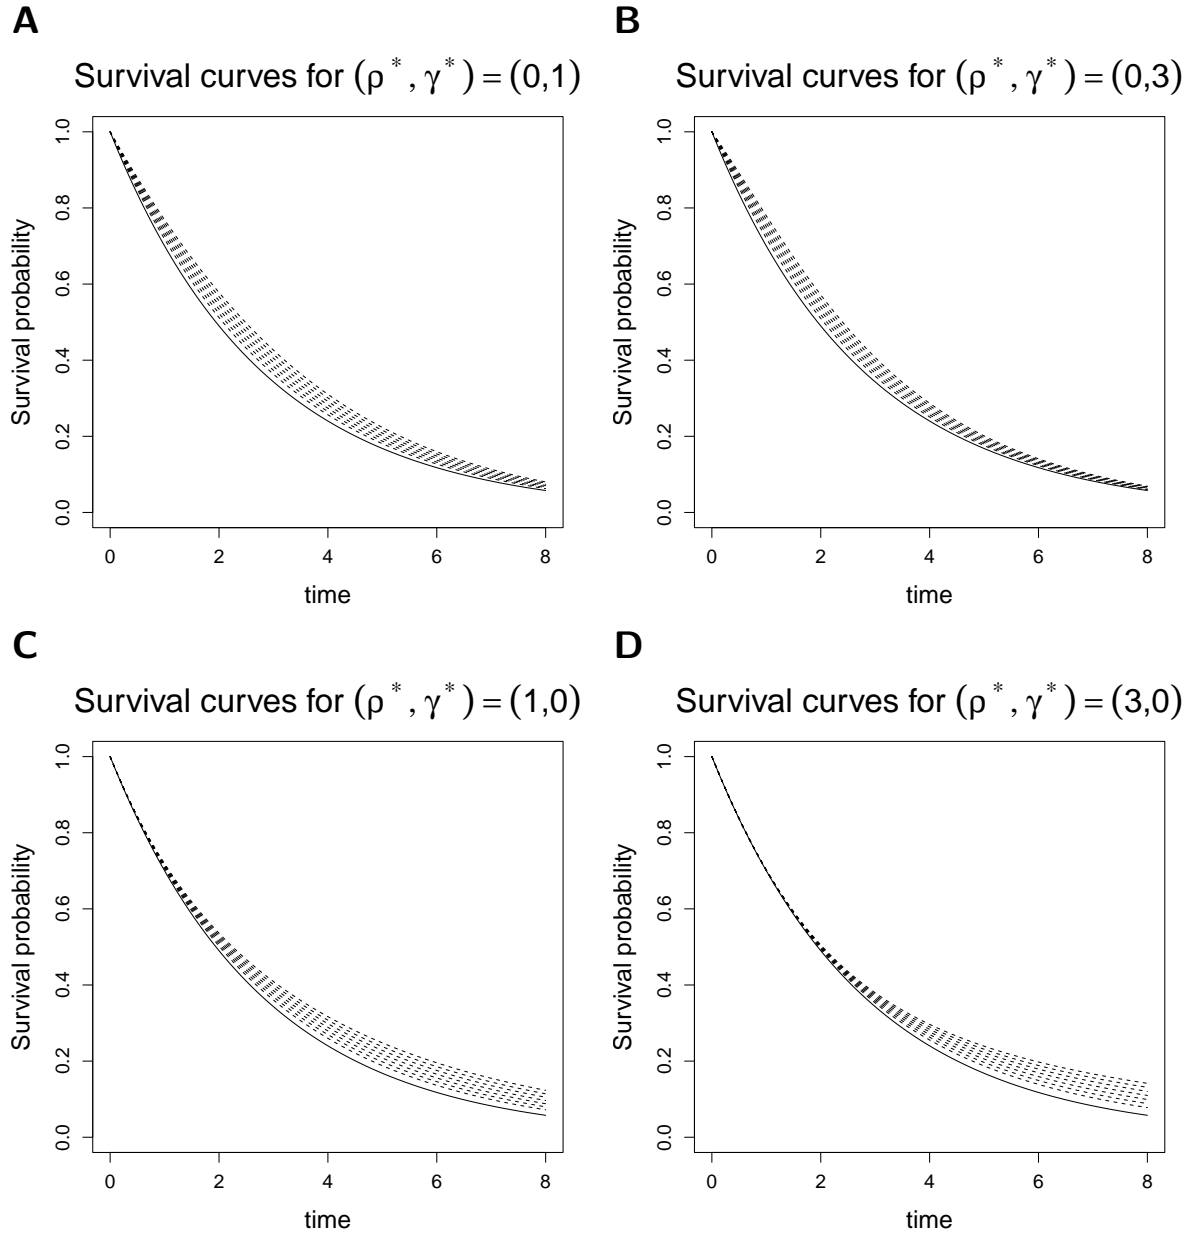 A
Survival curves for (ρ*, γ*) = (0,1)
Survival probability
1.0
0.8
0.6
0.4
0.2
0.0
0 2 4 6 8
time
B
Survival curves for (ρ*, γ*) = (0,3)
Survival probability
1.0
0.8
0.6
0.4
0.2
0.0
0 2 4 6 8
time
C
Survival curves for (ρ*, γ*) = (1,0)
Survival probability
1.0
0.8
0.6
0.4
0.2
0.0
0 2 4 6 8
time
D
Survival curves for (ρ*, γ*) = (3,0)
Survival probability
1.0
0.8
0.6
0.4
0.2
0.0
0 2 4 6 8
time